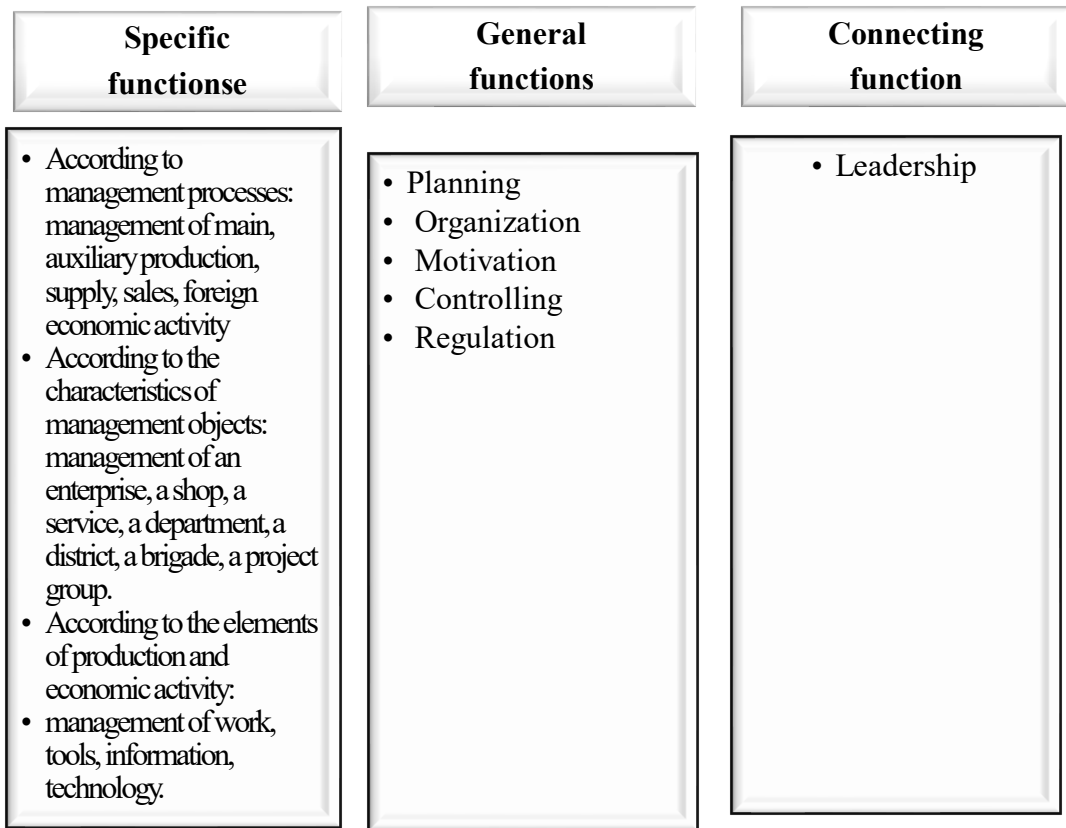 Specific
functionse
• According to
management processes:
management of main,
auxiliary production,
supply, sales, foreign
economic activity
• According to the
characteristics of
management objects:
management of an
enterprise, a shop, a
service, a department, a
district, a brigade, a project
group.
• According to the elements
of production and
economic activity:
• management of work,
tools, information,
technology.
General
functions
• Planning
• Organization
• Motivation
• Controlling
• Regulation
Connecting
function
• Leadership